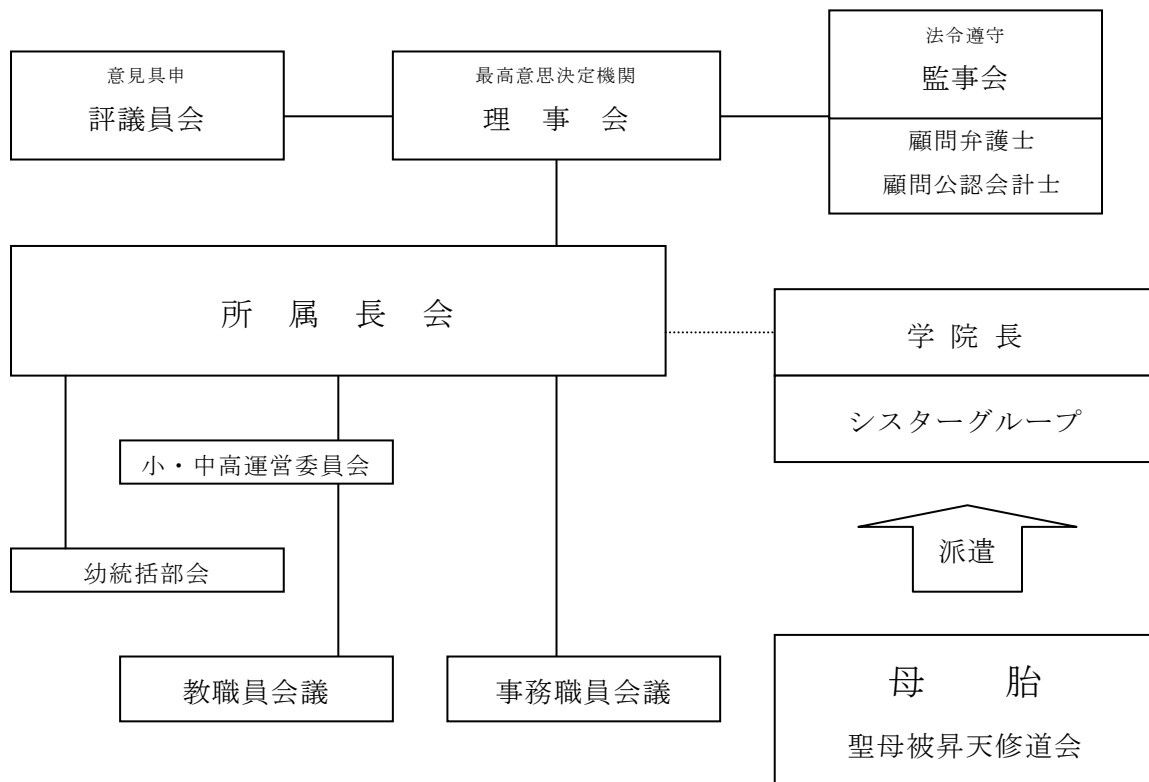 意見具申
評議員会
最高意思決定機関
理 事 会
法令遵守
監事会
顧問弁護士
顧問公認会計士
所 属 長 会
学 院 長
シスターグループ
小・中高運営委員会
派遣
幼統括部会
教職員会議
事務職員会議
母 胎
聖母被昇天修道会